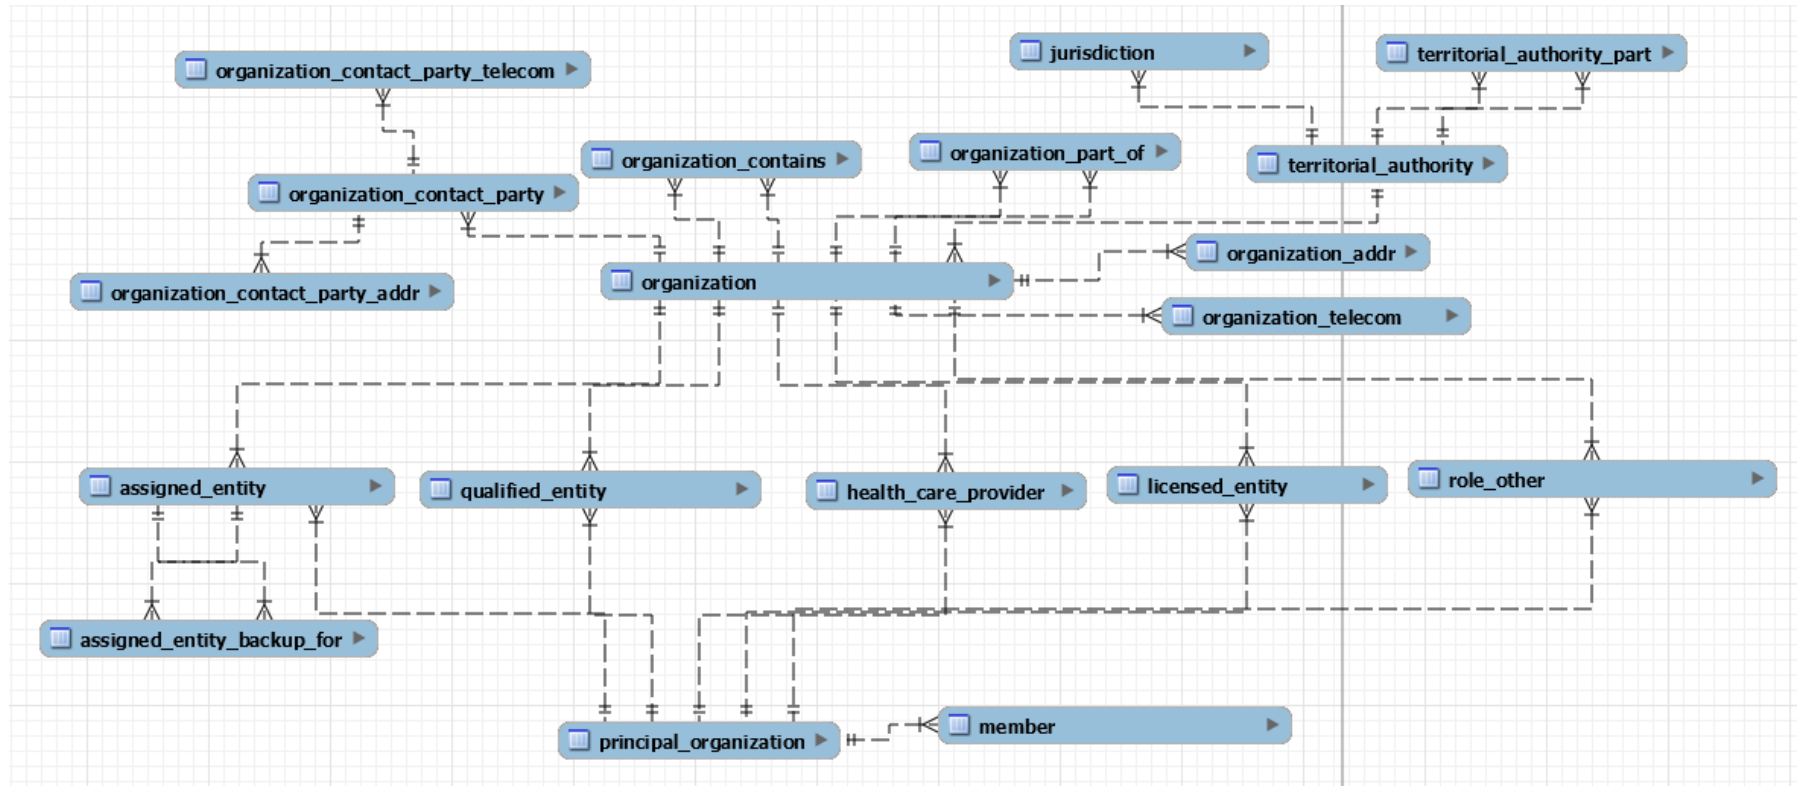 jurisdiction
territorial_authority_part
organization_contact_party_telecom
organization_contains
organization_part_of
territorial_authority
organization_contact_party
organization_addr
organization
organization_contact_party_addr
organization_telecom
assigned_entity
qualified_entity
health_care_provider
licensed_entity
role_other
assigned_entity_backup_for
principal_organization
member